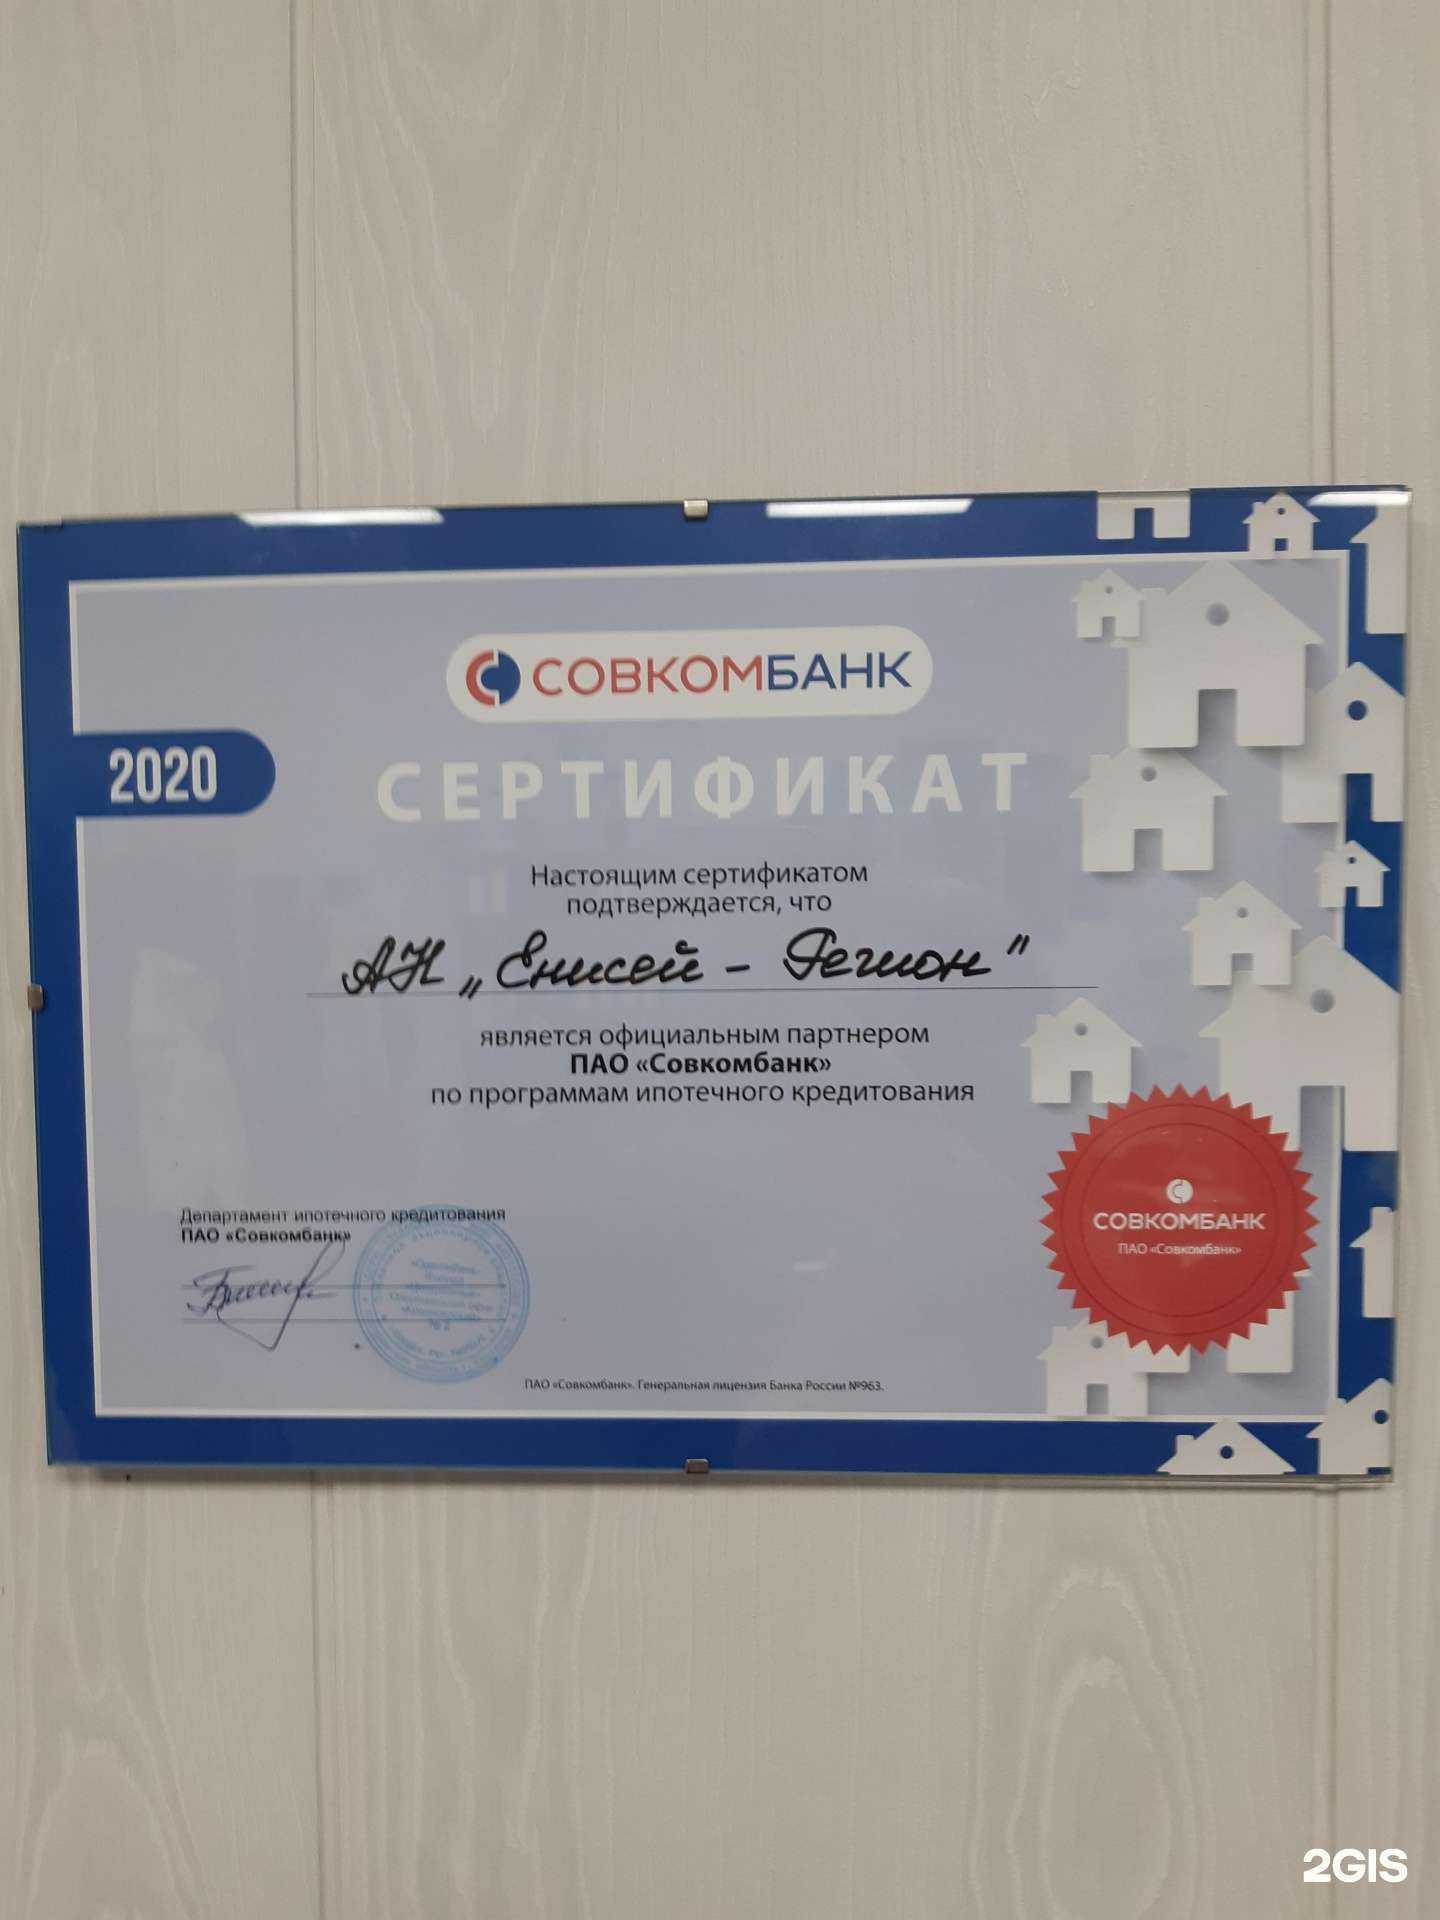 СОВКОМБАНК
2020
СЕРТИФИКАТ
Настоящим сертификатом
подтверждается, что
АН „Енисей - Регион"
является официальным партнером
ПАО «Совкомбанк»
по программам ипотечного кредитования
Департамент ипотечного кредитования
ПАО «Совкомбанк»
СОВКОМБАНК
ПАО «Совкомбанк»
ПАО «Совкомбанк». Генеральная лицензия Банка России №963.
2GIS